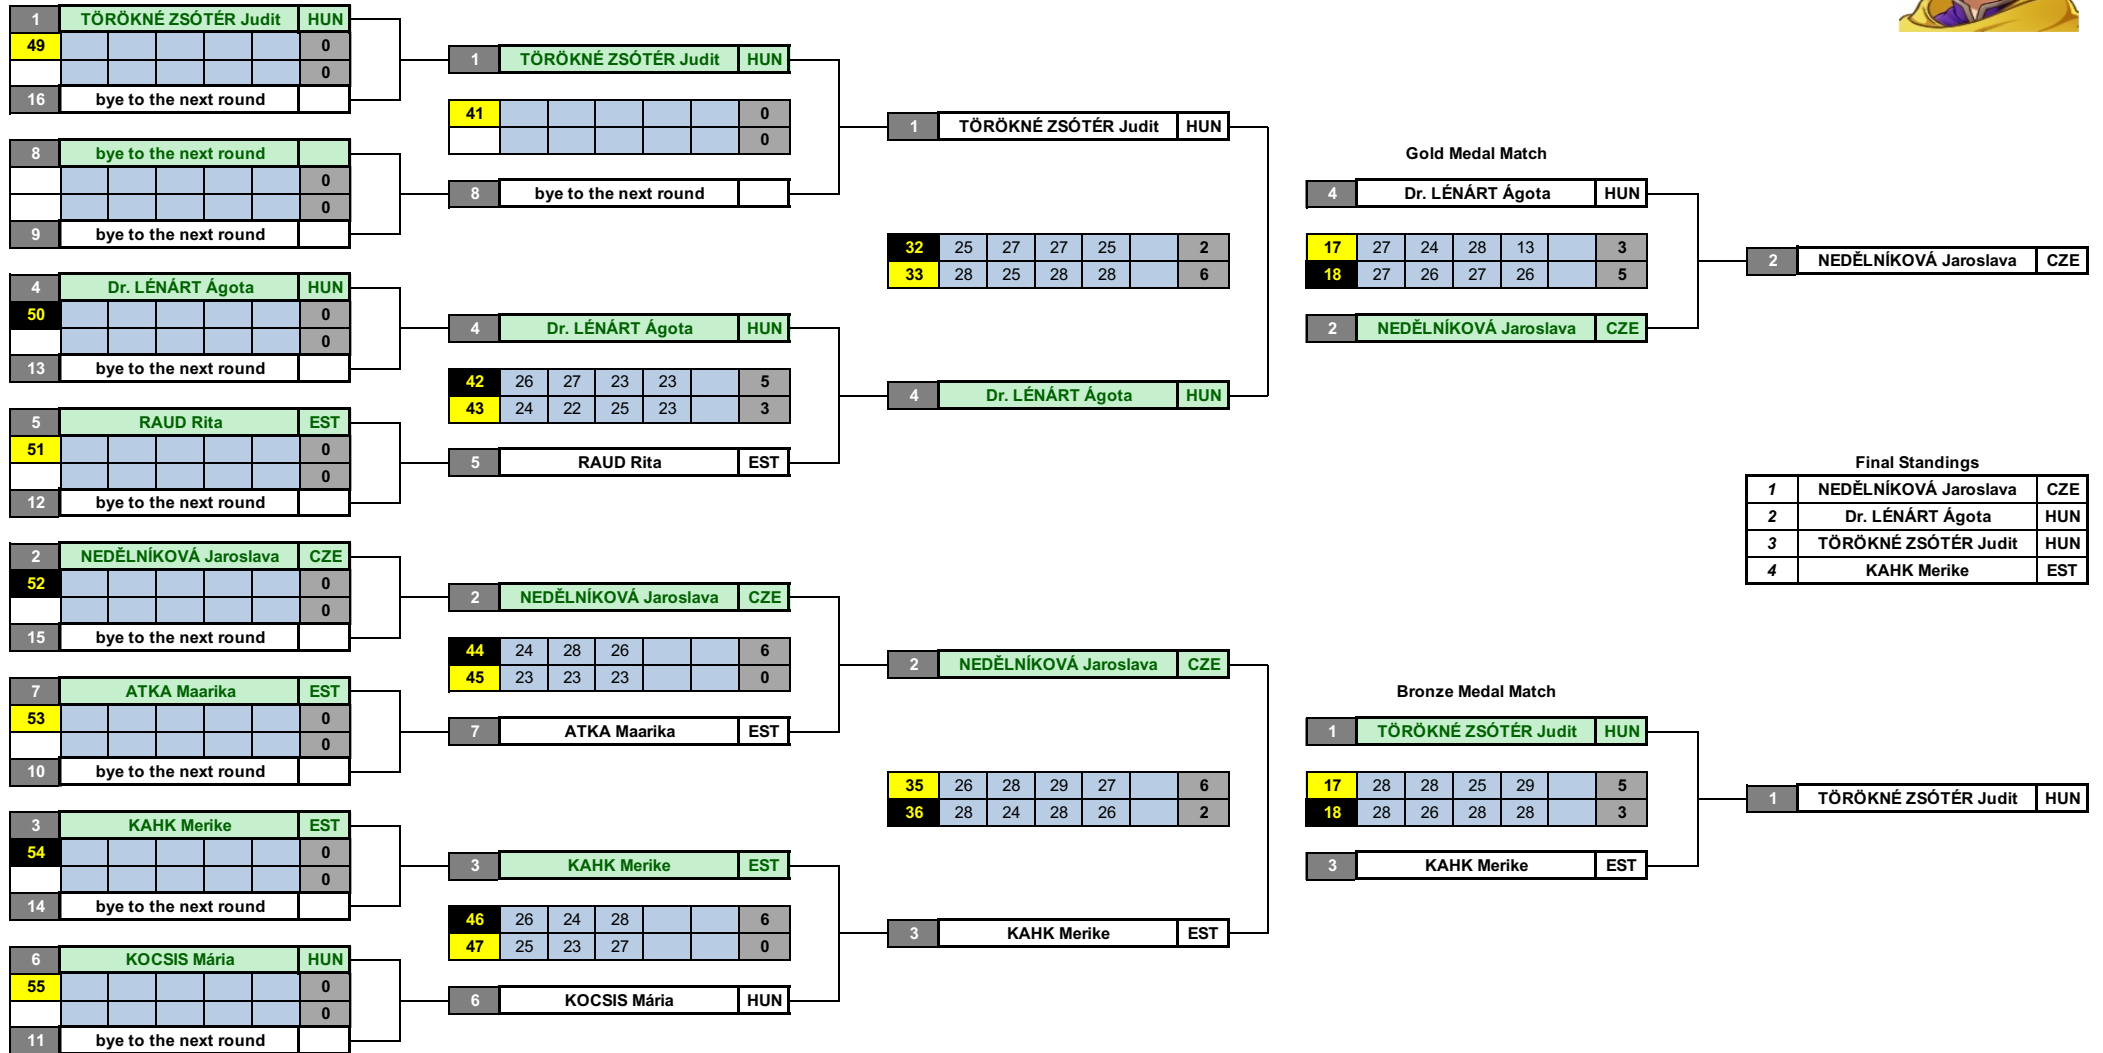 1 TÖRÖKNÉ ZSÓTÉR Judit HUN
49 0
0
16 bye to the next round
8 bye to the next round
0
0
9 bye to the next round
4 Dr. LÉNÁRT Ágota HUN
50 0
0
13 bye to the next round
5 RAUD Rita EST
51 0
0
12 bye to the next round
2 NEDĚLNÍKOVÁ Jaroslava CZE
52 0
0
15 bye to the next round
7 ATKA Maarika EST
53 0
0
10 bye to the next round
3 KAHK Merike EST
54 0
0
14 bye to the next round
6 KOCSIS Mária HUN
55 0
0
11 bye to the next round
1 TÖRÖKNÉ ZSÓTÉR Judit HUN
41 0
0
8 bye to the next round
4 Dr. LÉNÁRT Ágota HUN
42 26 27 23 23 5
43 24 22 25 23 3
5 RAUD Rita EST
2 NEDĚLNÍKOVÁ Jaroslava CZE
44 24 28 26 6
45 23 23 23 0
7 ATKA Maarika EST
3 KAHK Merike EST
46 26 24 28 6
47 25 23 27 0
6 KOCSIS Mária HUN
1 TÖRÖKNÉ ZSÓTÉR Judit HUN
32 25 27 27 25 2
33 28 25 28 28 6
4 Dr. LÉNÁRT Ágota HUN
2 NEDĚLNÍKOVÁ Jaroslava CZE
35 26 28 29 27 6
36 28 24 28 26 2
3 KAHK Merike EST
Gold Medal Match
4 Dr. LÉNÁRT Ágota HUN
17 27 24 28 13 3
18 27 26 27 26 5
2 NEDĚLNÍKOVÁ Jaroslava CZE
Bronze Medal Match
1 TÖRÖKNÉ ZSÓTÉR Judit HUN
17 28 28 25 29 5
18 28 26 28 28 3
3 KAHK Merike EST
2 NEDĚLNÍKOVÁ Jaroslava CZE
Final Standings
1 NEDĚLNÍKOVÁ Jaroslava CZE
2 Dr. LÉNÁRT Ágota HUN
3 TÖRÖKNÉ ZSÓTÉR Judit HUN
4 KAHK Merike EST
1 TÖRÖKNÉ ZSÓTÉR Judit HUN